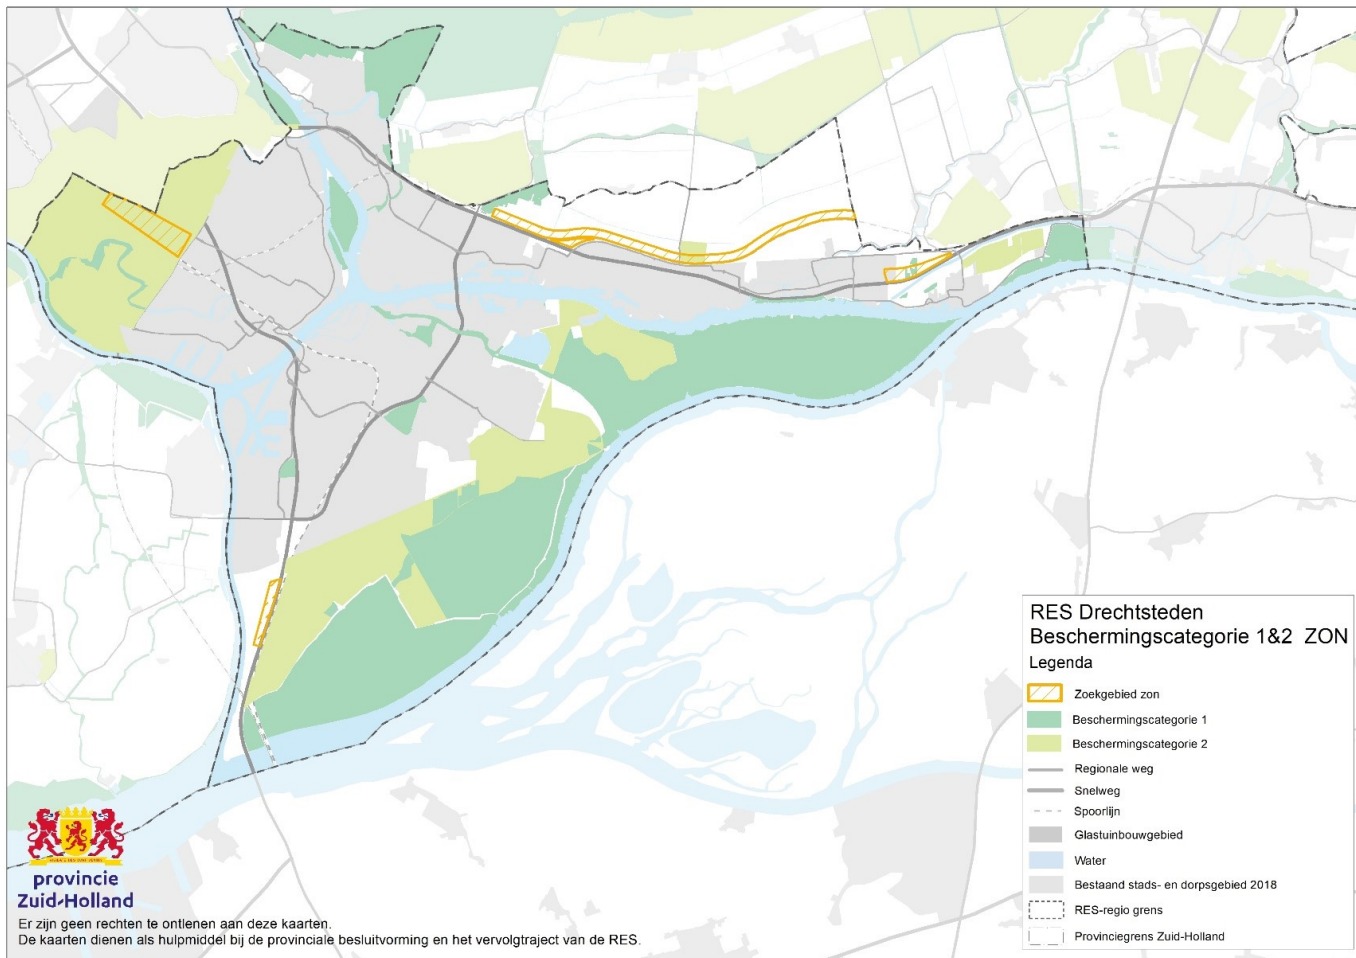 RES Drechtsteden
Beschermingscategorie 1&2 ZON
Legenda
Zoekgebied zon
Beschermingscategorie 1
Beschermingscategorie 2
Regionale weg
Snelweg
Spoorlijn
Glastuinbouwgebied
Water
Bestaand stads- en dorpsgebied 2018
RES-regio grens
Provinciegrens Zuid-Holland
provincie
Zuid-Holland
Er zijn geen rechten te ontlenen aan deze kaarten.
De kaarten dienen als hulpmiddel bij de provinciale besluitvorming en het vervolgtraject van de RES.